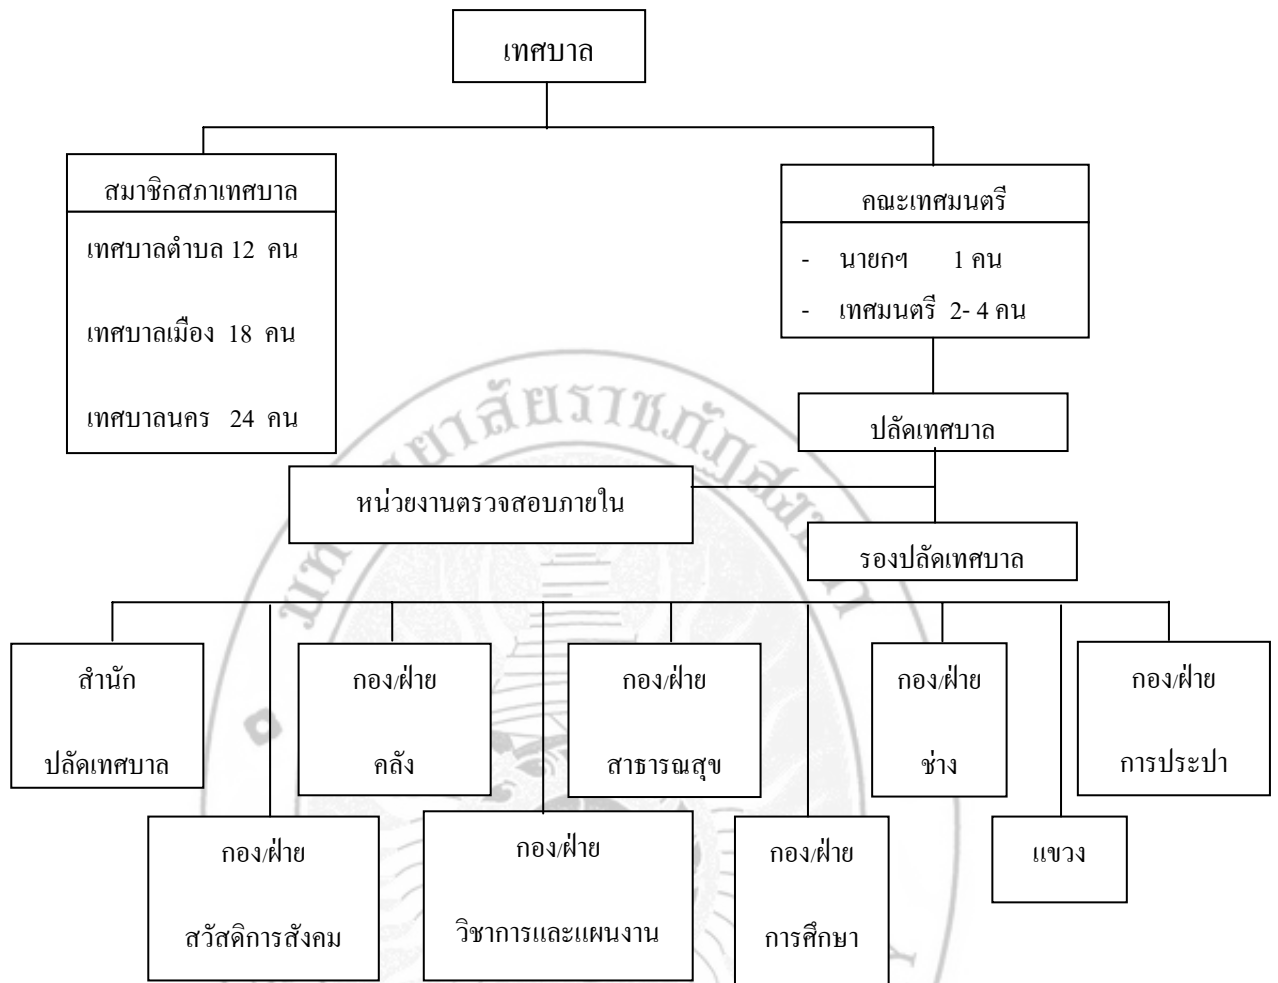 เทศบาล
สมาชิกสภาเทศบาล
เทศบาลตำบล 12 คน
เทศบาลเมือง 18 คน
เทศบาลนคร 24 คน
คณะเทศมนตรี
- นายกฯ 1 คน
- เทศมนตรี 2- 4 คน
ปลัดเทศบาล
หน่วยงานตรวจสอบภายใน
รองปลัดเทศบาล
สำนัก
ปลัดเทศบาล
กอง/ฝ่าย
คลัง
กอง/ฝ่าย
สาธารณสุข
กอง/ฝ่าย
ช่าง
กอง/ฝ่าย
การประปา
กอง/ฝ่าย
สวัสดิการสังคม
กอง/ฝ่าย
วิชาการและแผนงาน
กอง/ฝ่าย
การศึกษา
แขวง